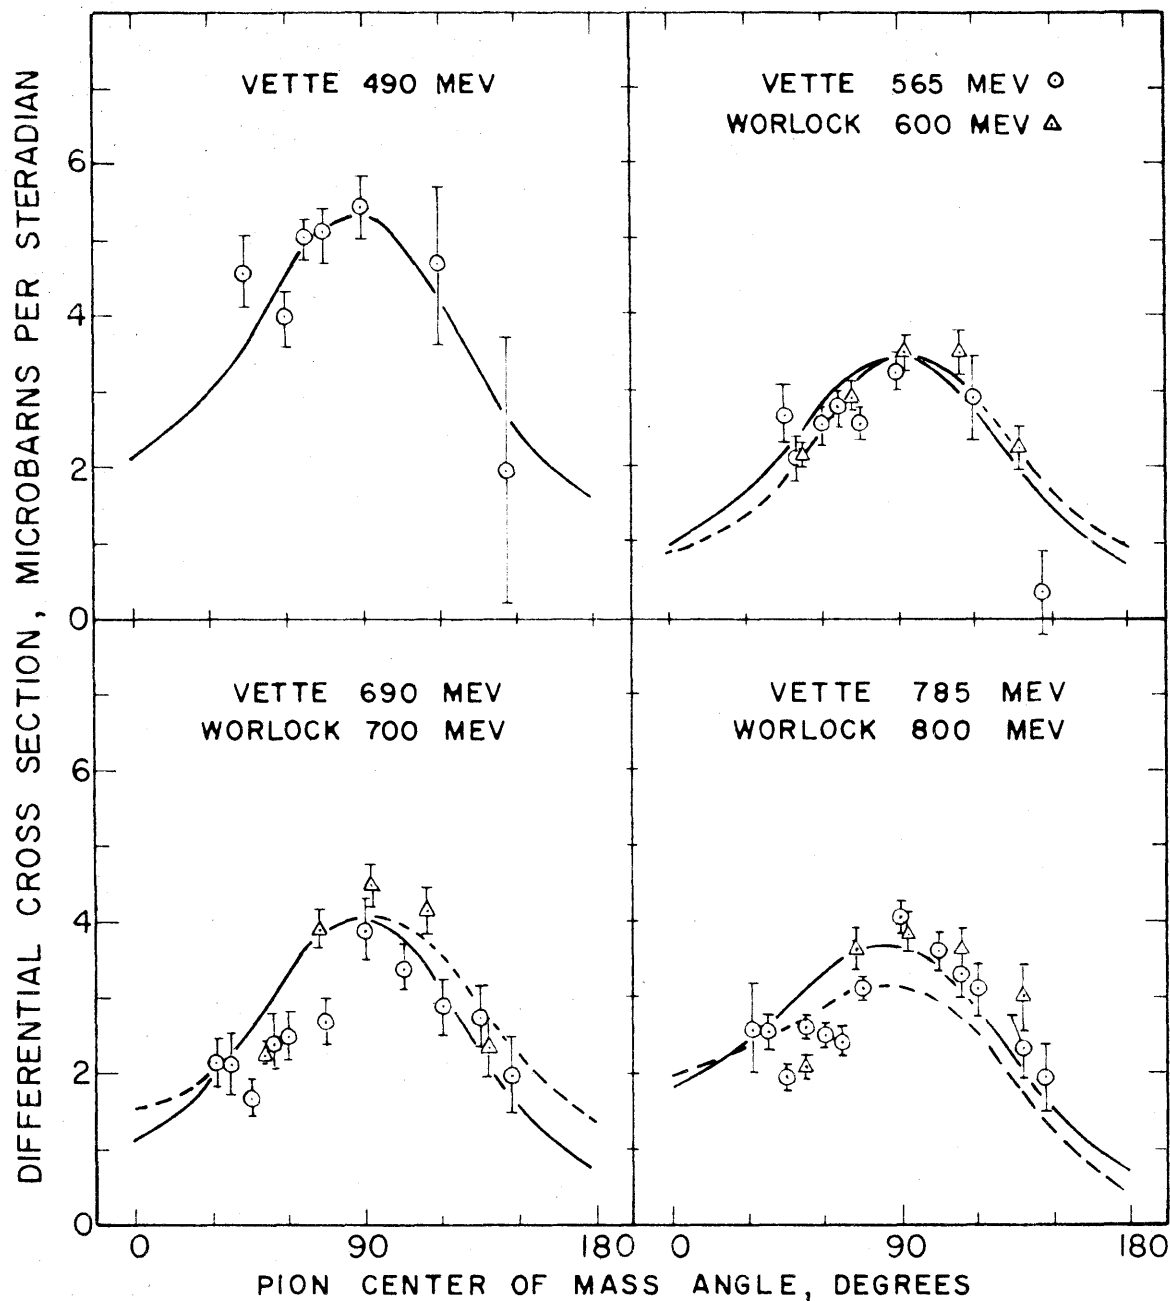 DIFFERENTIAL CROSS SECTION, MICROBARNS PER STERADIAN
VETTE 490 MEV
6
4
2
0
VETTE 565 MEV
WORLOCK 600 MEV
VETTE 690 MEV
WORLOCK 700 MEV
6
4
2
0
VETTE 785 MEV
WORLOCK 800 MEV
0 90 180 0 90 180
PION CENTER OF MASS ANGLE, DEGREES